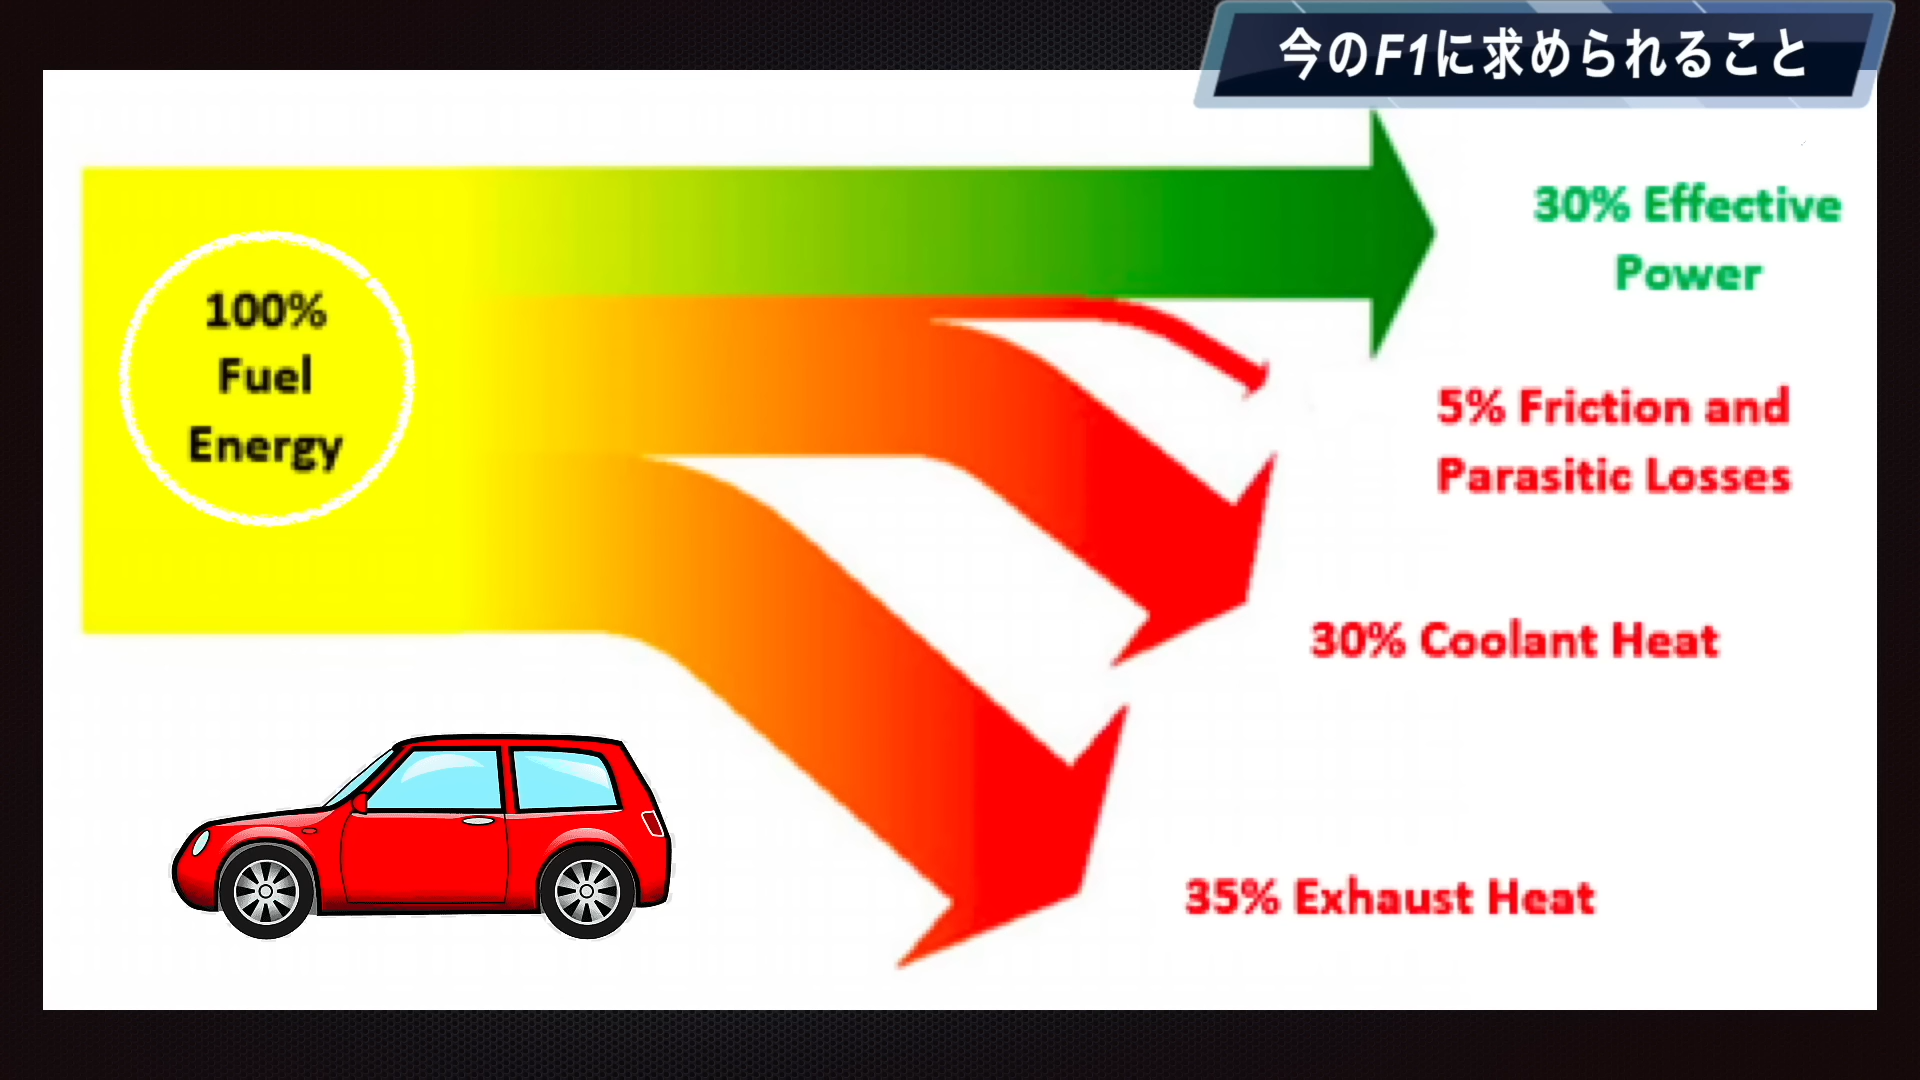 今のF1に求められること
100%
Fuel
Energy
30% Effective
Power
5% Friction and
Parasitic Losses
30% Coolant Heat
35% Exhaust Heat